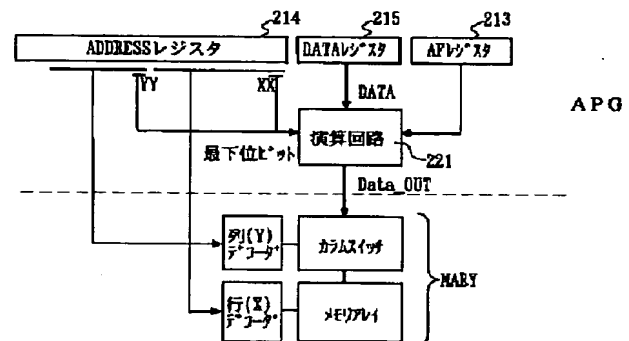 214
215
213
ADDRESSレジスタ
DATAレジスタ
AFレジスタ
YY
XX
DATA
APG
最下位ビット
演算回路
221
Data_OUT
列(Y)
デコーダ
カラムスイッチ
MARY
行(X)
デコーダ
メモリアレイ